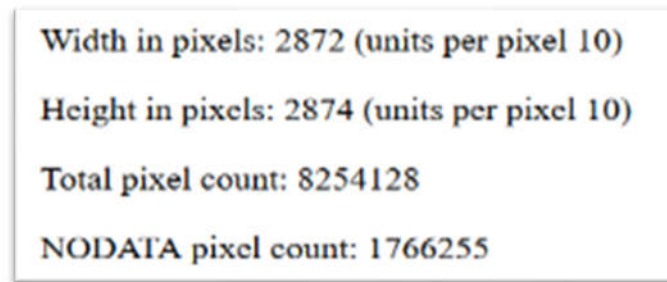 Width in pixels: 2872 (units per pixel 10)
Height in pixels: 2874 (units per pixel 10)
Total pixel count: 8254128
NODATA pixel count: 1766255